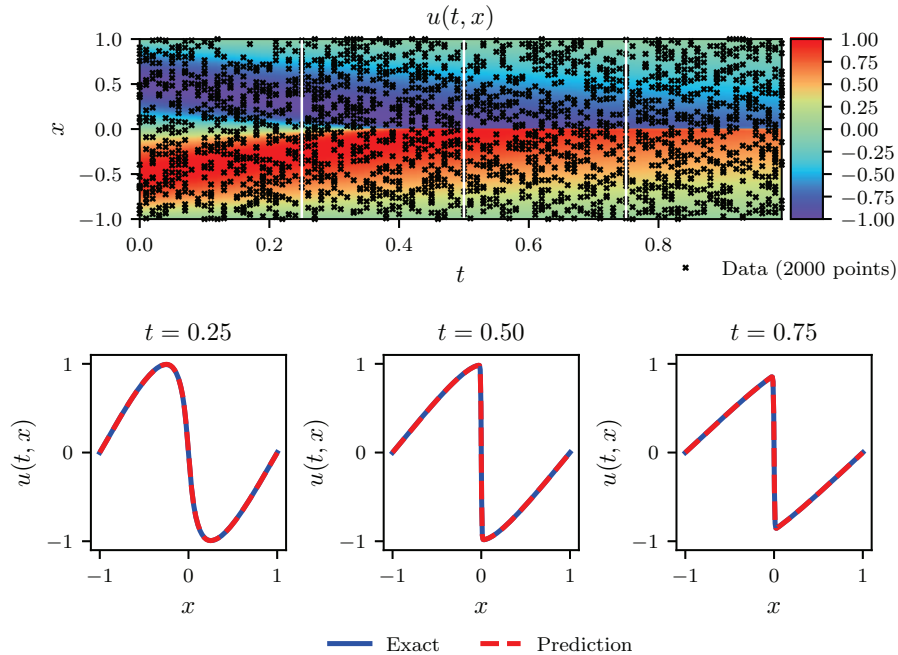 u(t, x)
1.0
0.5
0.0
−0.5
−1.0
x
0.0 0.2 0.4 0.6 0.8
t
1.00
0.75
0.50
0.25
0.00
−0.25
−0.50
−0.75
−1.00
Data (2000 points)
t = 0.25
1
0
−1
u(t, x)
−1 0 1
x
t = 0.50
1
0
−1
u(t, x)
−1 0 1
x
t = 0.75
1
0
−1
u(t, x)
−1 0 1
x
Exact Prediction